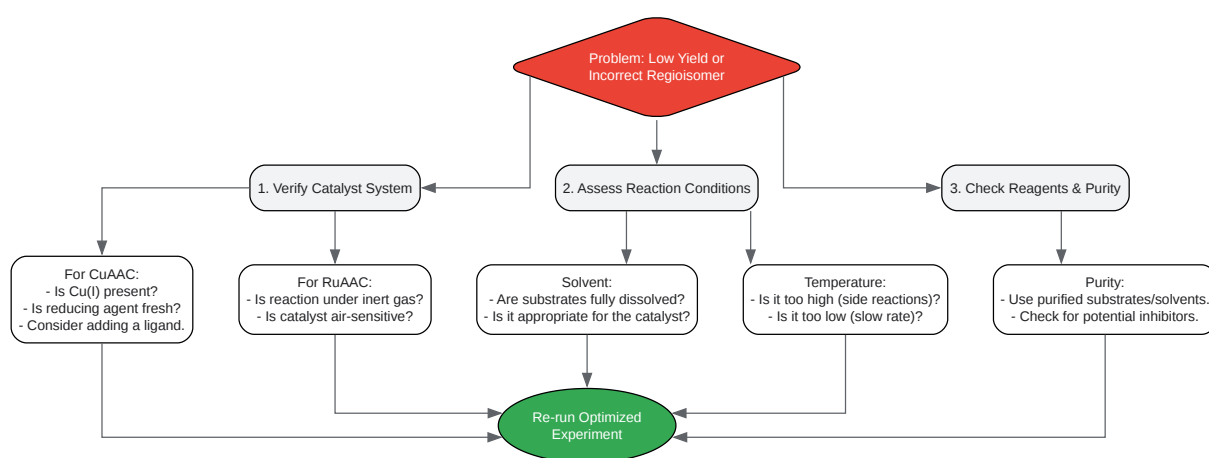 Problem: Low Yield or
Incorrect Regioisomer
1. Verify Catalyst System
2. Assess Reaction Conditions
3. Check Reagents & Purity
For CuAAC:
- Is Cu(I) present?
- Is reducing agent fresh?
- Consider adding a ligand.
For RuAAC:
- Is reaction under inert gas?
- Is catalyst air-sensitive?
Solvent:
- Are substrates fully dissolved?
- Is it appropriate for the catalyst?
Temperature:
- Is it too high (side reactions)?
- Is it too low (slow rate)?
Purity:
- Use purified substrates/solvents.
- Check for potential inhibitors.
Re-run Optimized
Experiment